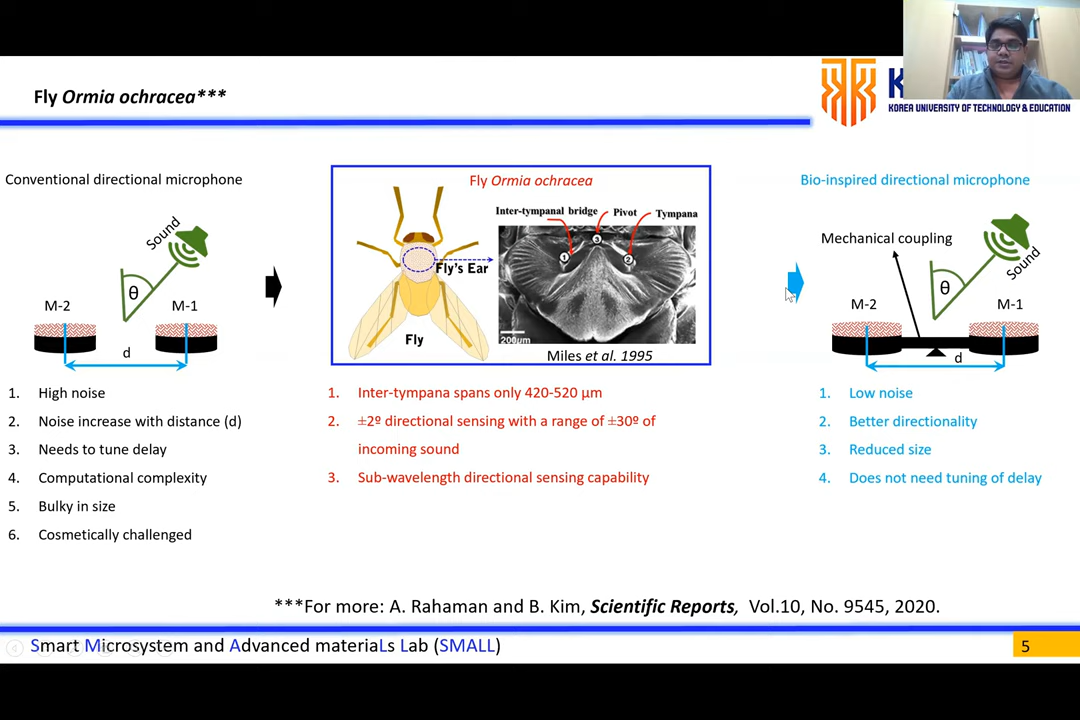 Fly Ormia ochracea***
KOREA UNIVERSITY OF TECHNOLOGY & EDUCATION
Conventional directional microphone
Sound
θ
M-2
M-1
d
1. High noise
2. Noise increase with distance (d)
3. Needs to tune delay
4. Computational complexity
5. Bulky in size
6. Cosmetically challenged
Fly Ormia ochracea
Inter-tympanal bridge
Pivot
Tympana
Fly's Ear
1
3
2
200μm
Fly
Miles et al. 1995
1. Inter-tympana spans only 420-520 μm
2. ±2º directional sensing with a range of ±30º of
incoming sound
3. Sub-wavelength directional sensing capability
Bio-inspired directional microphone
Mechanical coupling
Sound
θ
M-2
M-1
d
1. Low noise
2. Better directionality
3. Reduced size
4. Does not need tuning of delay
***For more: A. Rahaman and B. Kim, Scientific Reports, Vol.10, No. 9545, 2020.
Smart Microsystem and Advanced materiaLs Lab (SMALL)
5